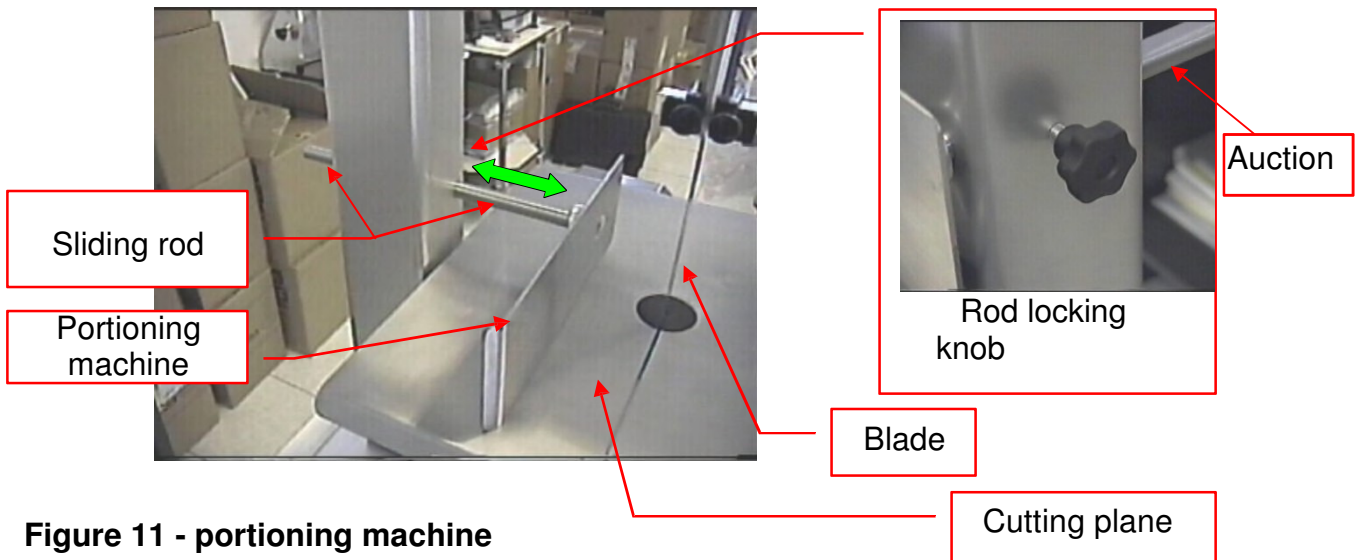 Sliding rod
Portioning
machine
Auction
Rod locking
knob
Blade
Cutting plane
Figure 11 - portioning machine